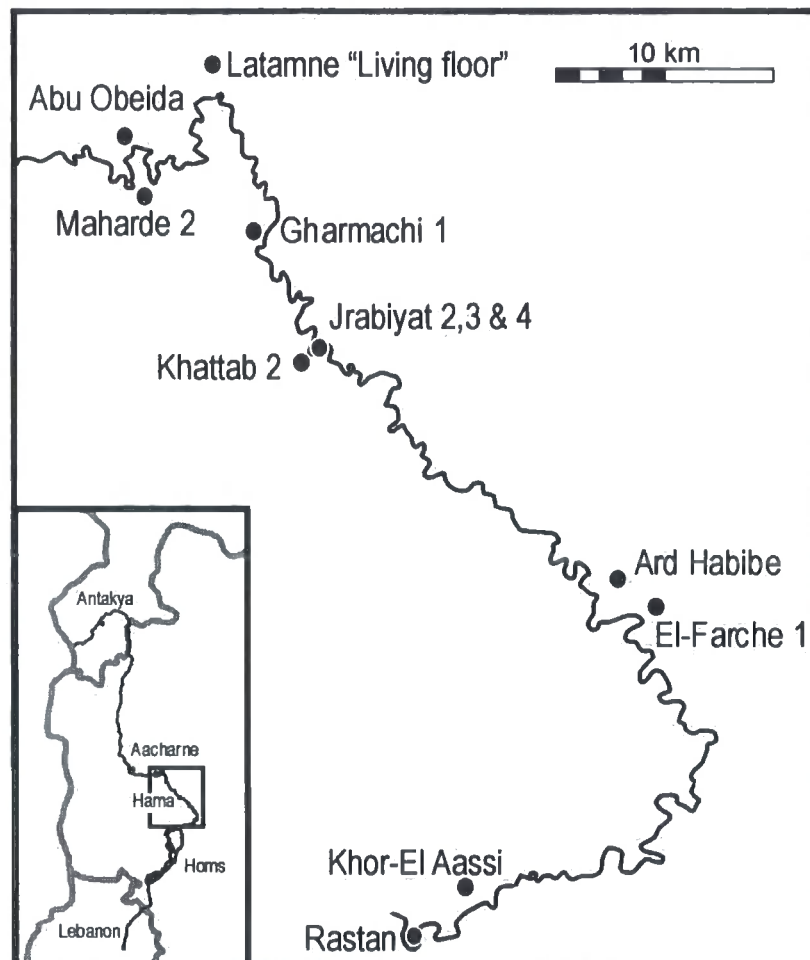 10 km
Latamne “Living floor”
Abu Obeida
Maharde 2
Gharmachi 1
Jrabiyat 2,3 & 4
Khattab 2
Ard Habibe
El-Farche 1
Khor-El Aassi
Rastan
Antakya
Aacharne
Hama
Homs
Lebanon